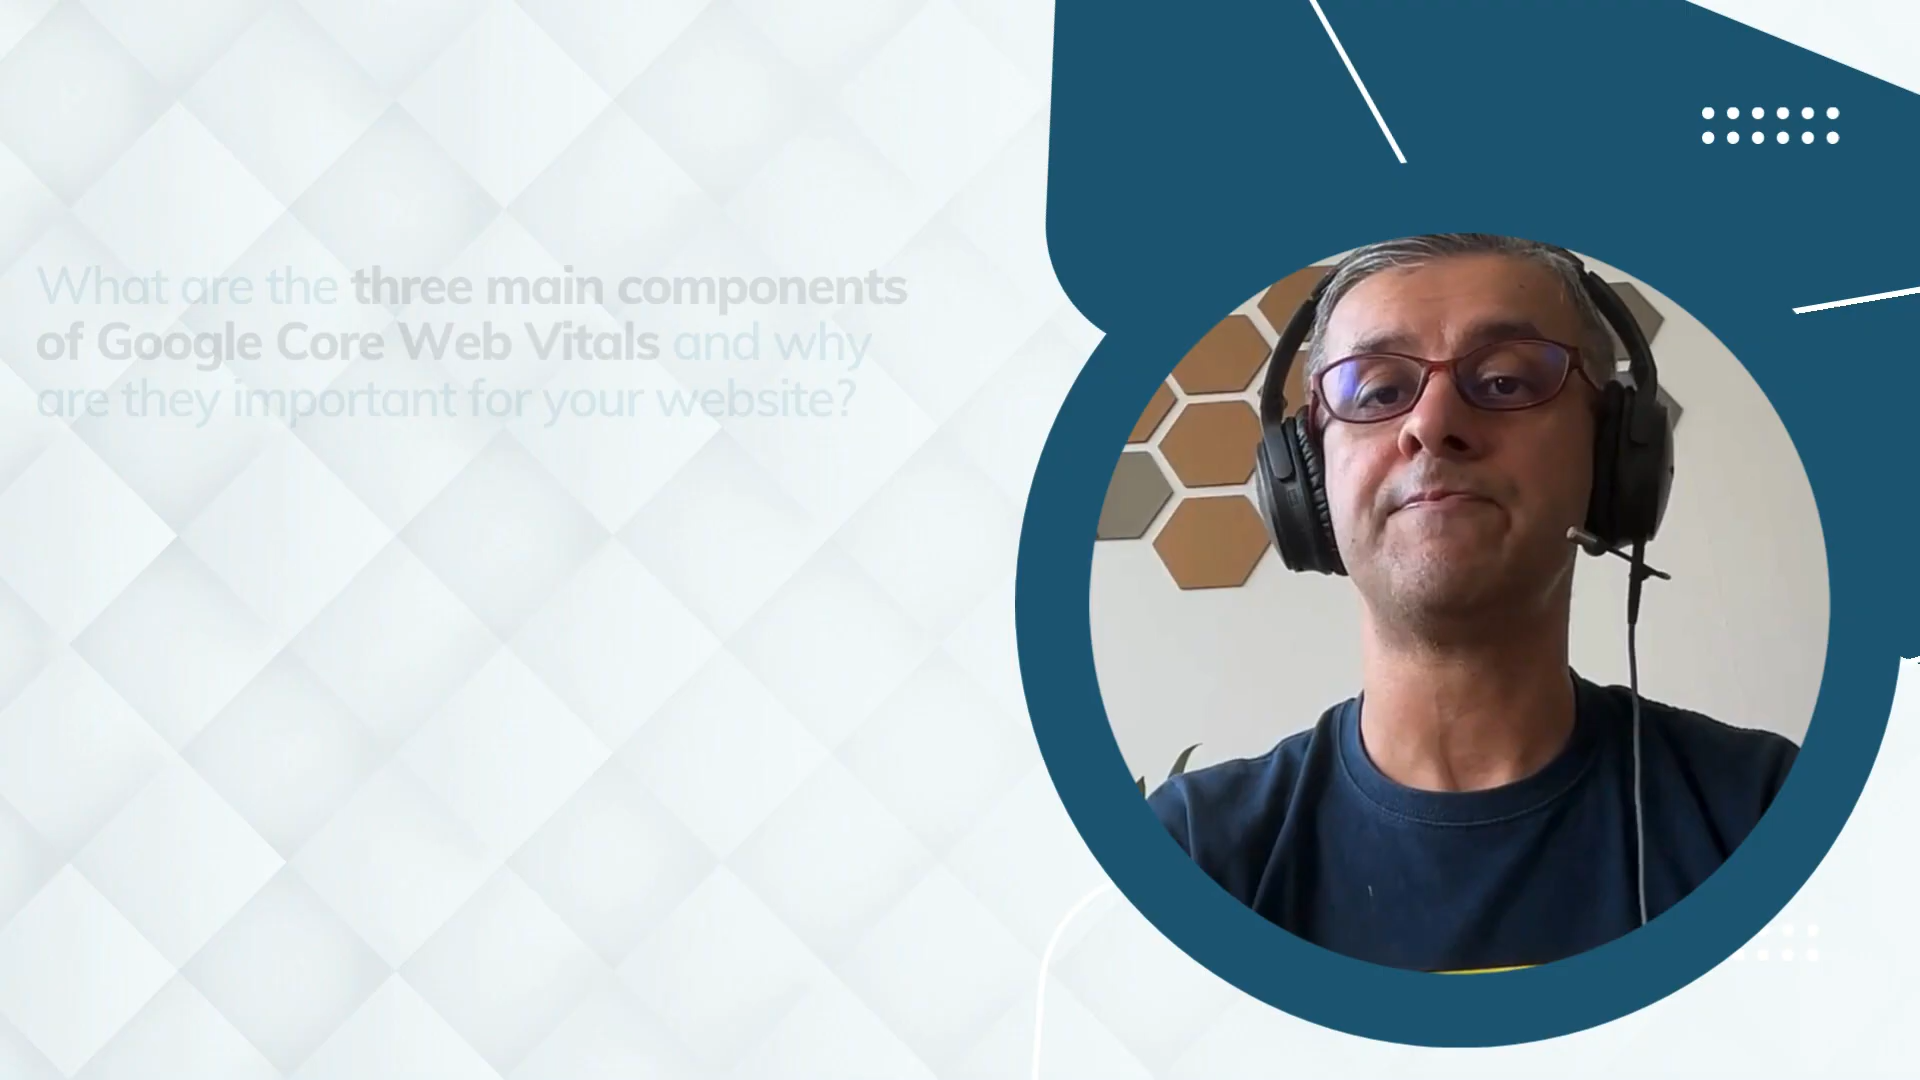 What are the three main components
of Google Core Web Vitals and why
are they important for your website?